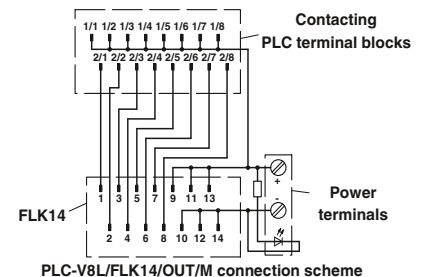 Contacting
PLC terminal blocks
1/1 1/2 1/3 1/4 1/5 1/6 1/7 1/8
2/1 2/2 2/3 2/4 2/5 2/6 2/7 2/8
1 3 5 7 9 11 13
+
-
FLK14
Power
terminals
2 4 6 8 10 12 14
PLC-V8L/FLK14/OUT/M connection scheme